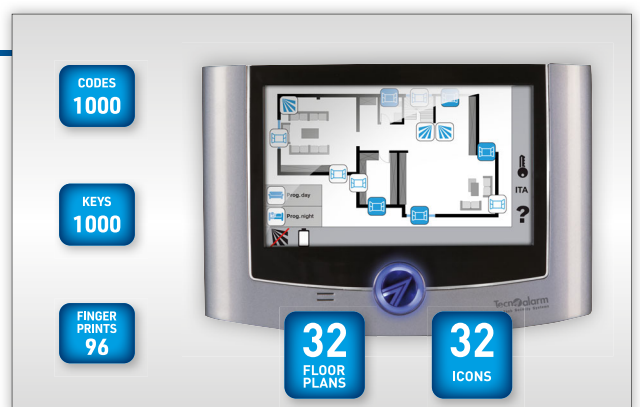 CODES
1000
KEYS
1000
FINGER
PRINTS
96
Prog.day
Prog.night
ITA
?
Tecnoalarm
32
FLOOR
PLANS
32
ICONS